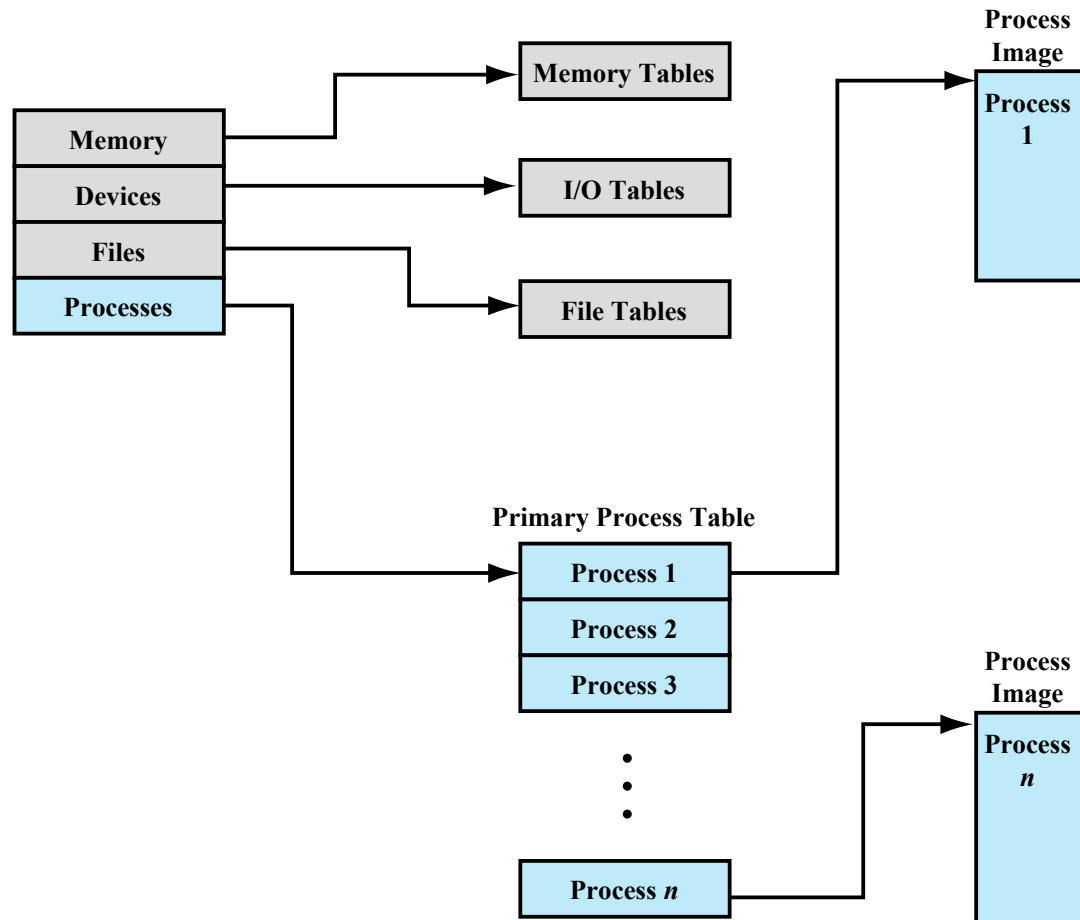 Memory
Devices
Files
Processes
Memory Tables
I/O Tables
File Tables
Primary Process Table
Process 1
Process 2
Process 3
Process n
Process
Image
Process
1
Process
Image
Process
n